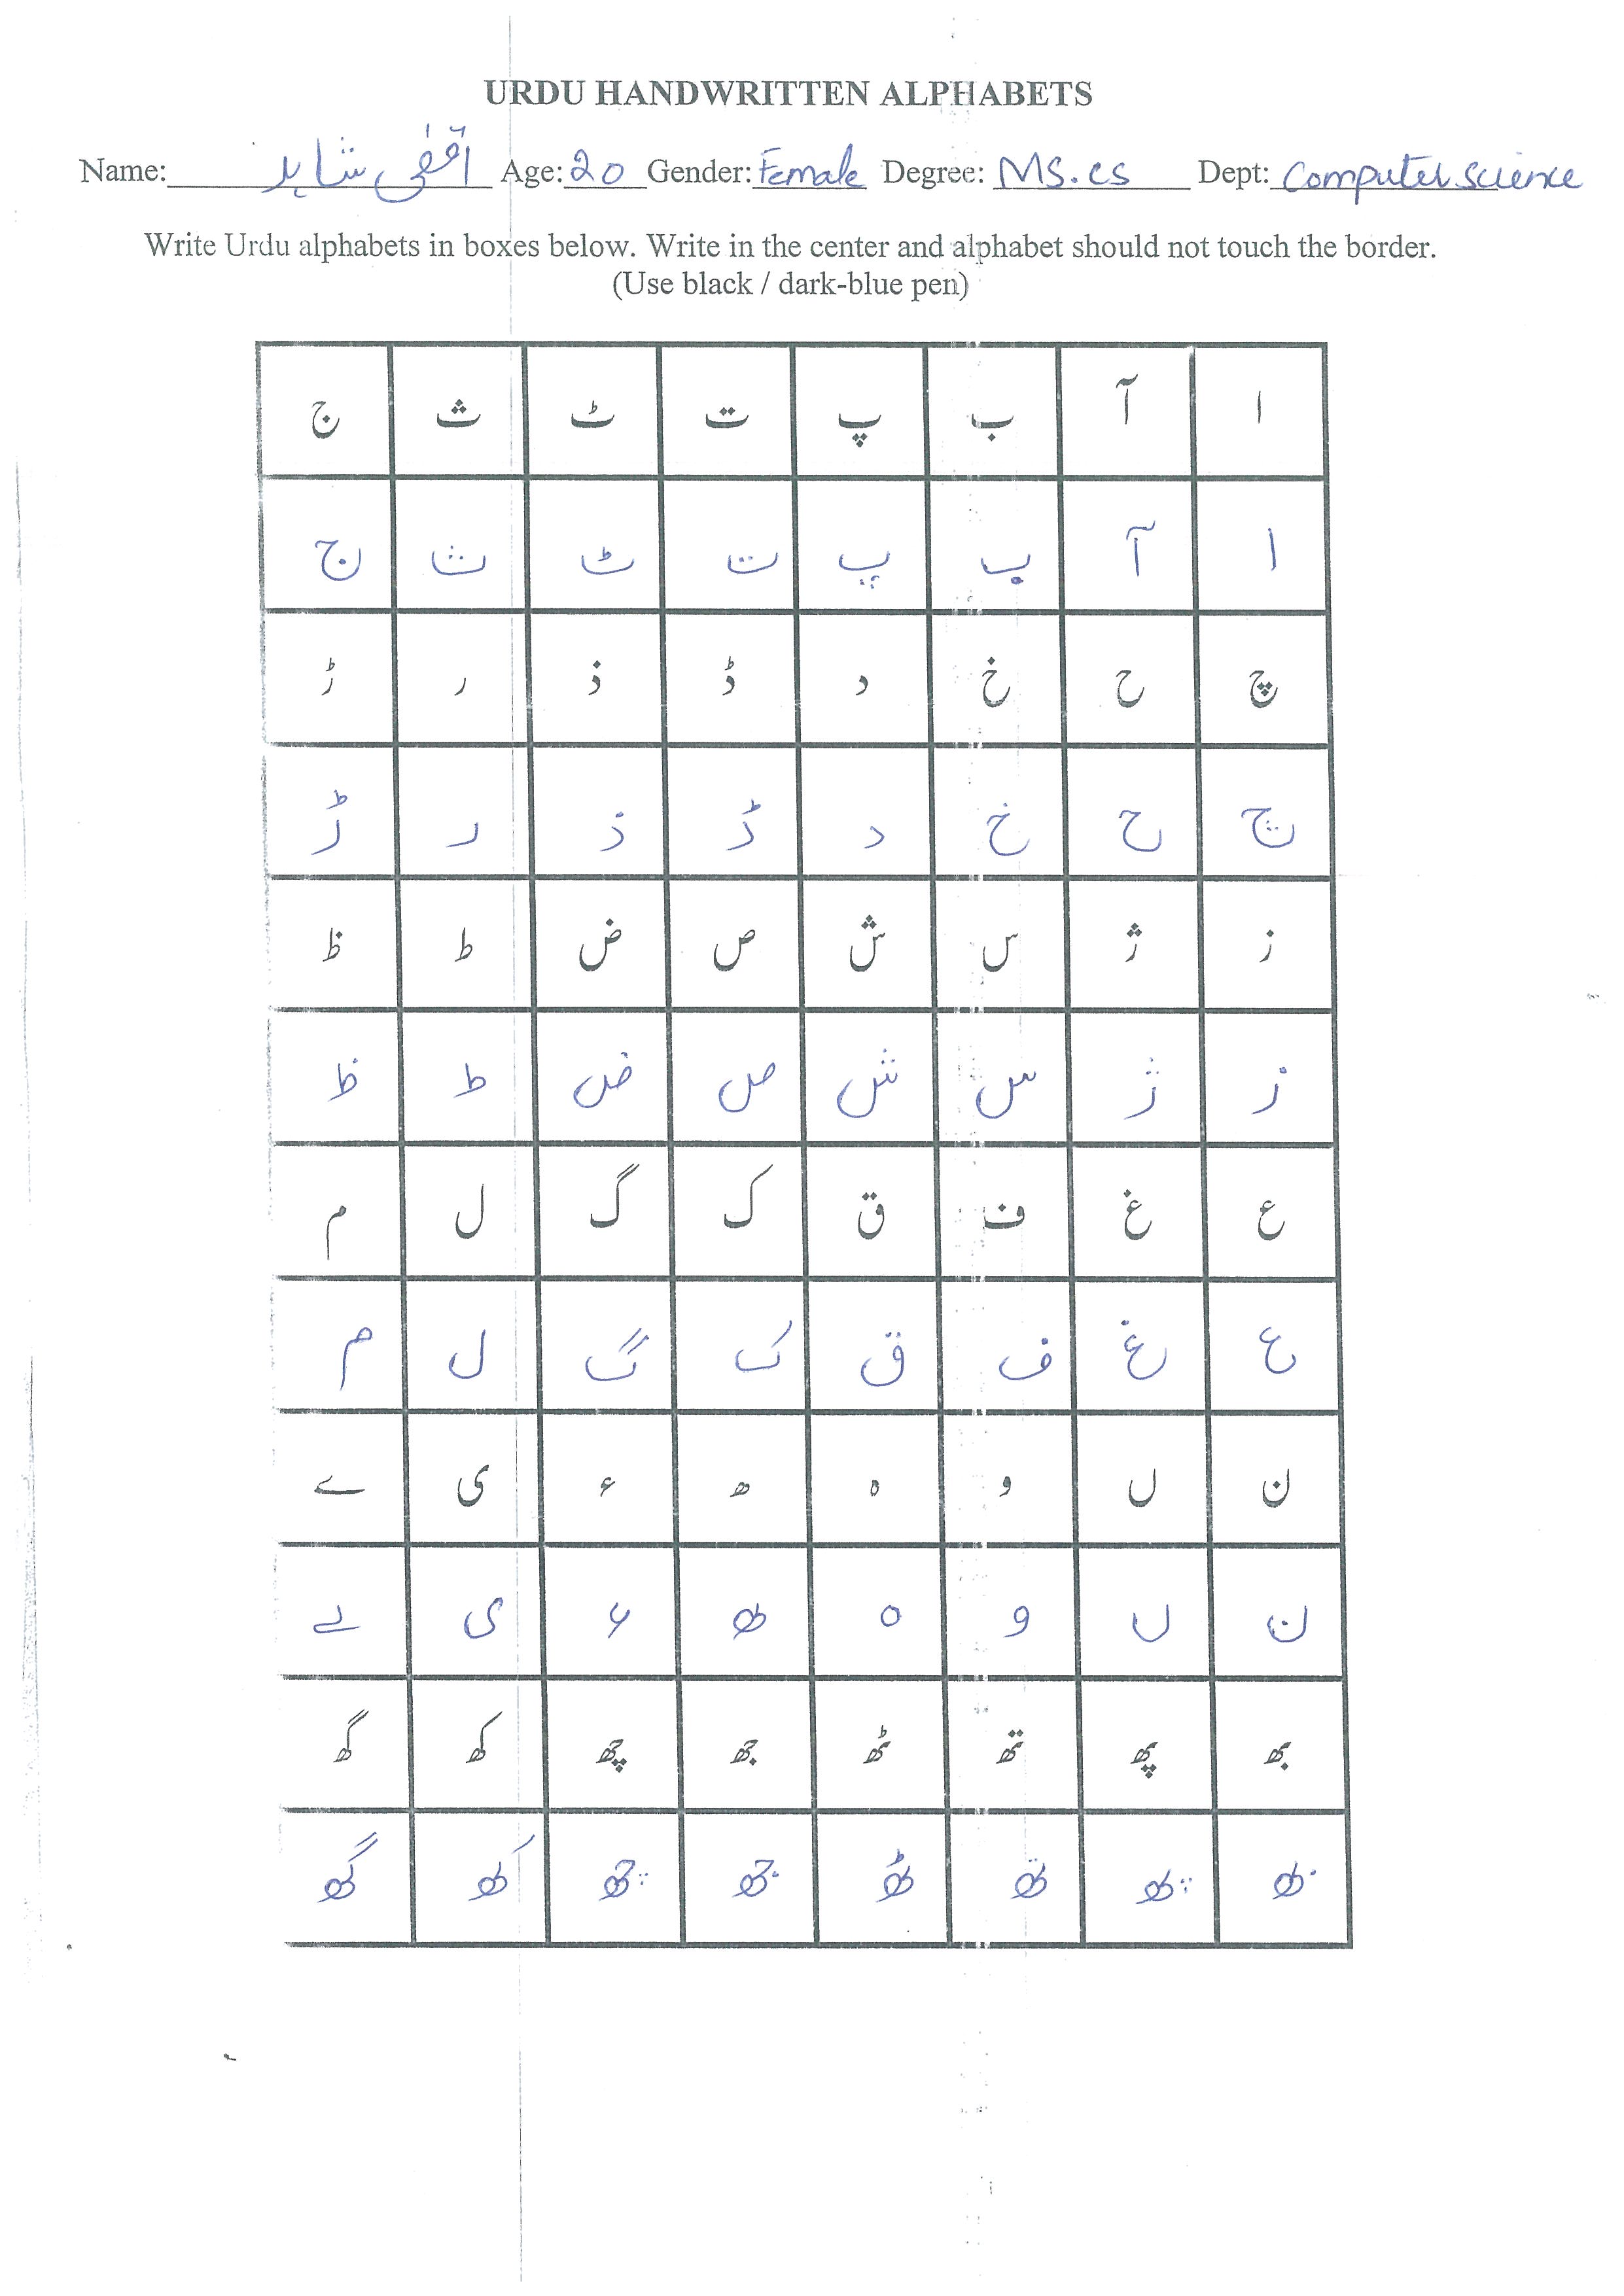 URDU HANDWRITTEN ALPHABETS
Name: اقصٰی شاہد Age: 20 Gender: Female Degree: MS.cs Dept: Computer science
Write Urdu alphabets in boxes below. Write in the center and alphabet should not touch the border.
(Use black / dark-blue pen)
ا آ ب پ ت ٹ ث ج
ا آ ب پ ت ٹ ث ج
چ ح خ د ڈ ذ ر ڑ
چ ح خ د ڈ ذ ر ڑ
ز ژ س ش ص ض ط ظ
ز ژ س ش ص ض ط ظ
ع غ ف ق ک گ ل م
ع غ ف ق ک گ ل م
ن ں و ہ ھ ء ی ے
ن ں و ہ ھ ء ی ے
بھ پھ تھ ٹھ جھ چھ کھ گھ
بھ پھ تھ ٹھ جھ چھ کھ گھ